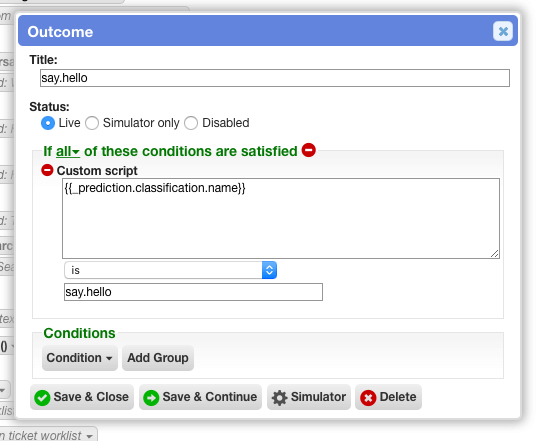 Outcome
Title:
say.hello
Status:
Live Simulator only Disabled
If all of these conditions are satisfied
Custom script
{{_prediction.classification.name}}
is
say.hello
Conditions
Condition Add Group
Save & Close Save & Continue Simulator Delete
n ticket worklist